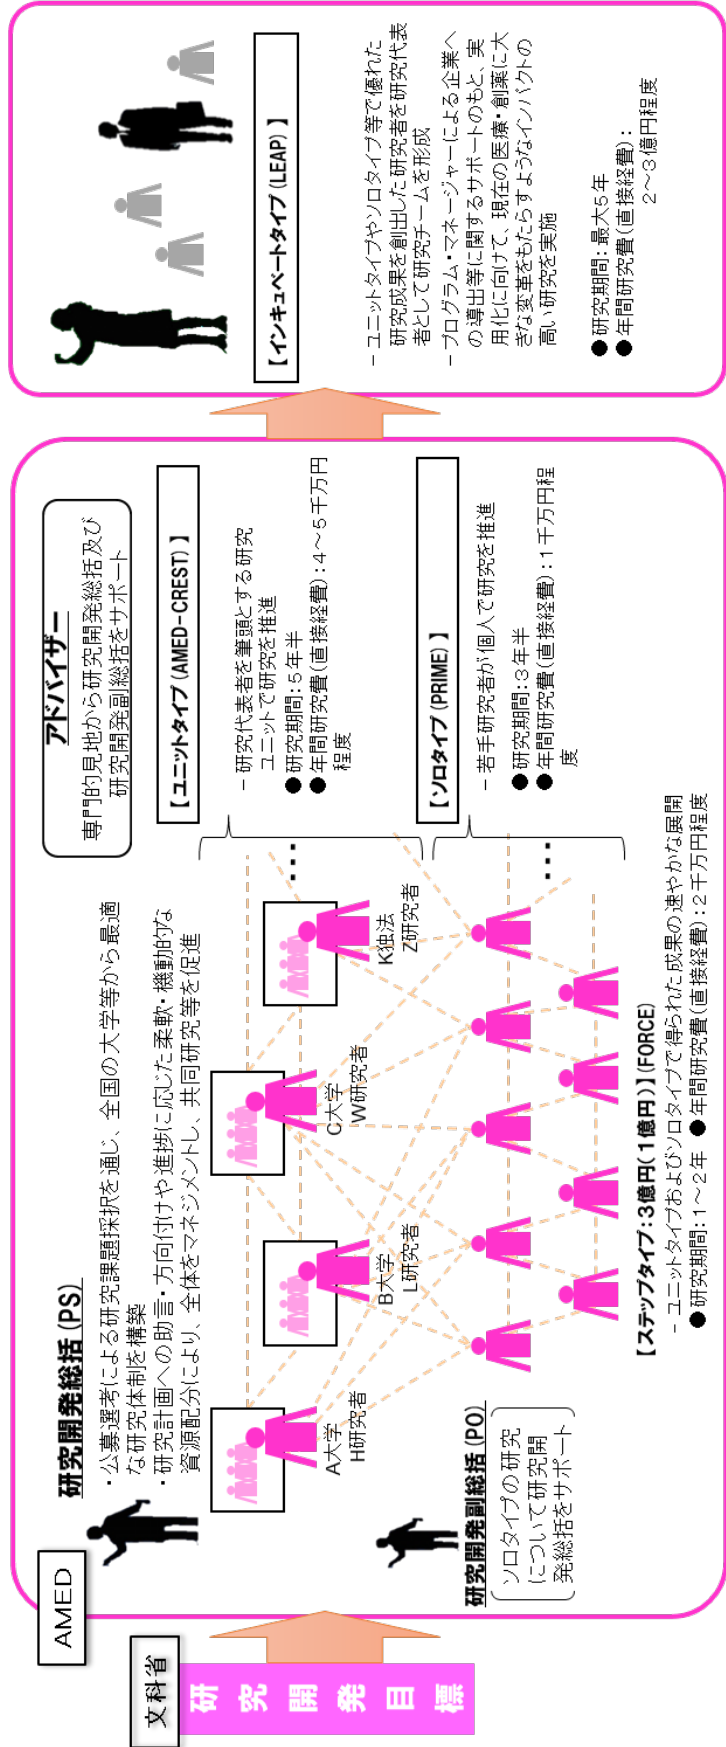 文科省
研究開発目標
AMED
研究開発総括(PS)
・公募選考による研究課題採択を通じ、全国の大学等から最適
な研究体制を構築
・研究計画への助言・方向付けや進捗に応じた柔軟・機動的な
資源配分により、全体をマネジメントし、共同研究等を促進
アドバイザー
専門的見地から研究開発総括及び
研究開発副総括をサポート
A大学
H研究者
B大学
L研究者
C大学
W研究者
K独法
Z研究者
…
【ユニットタイプ(AMED-CREST)】
－研究代表者を筆頭とする研究
ユニットで研究を推進
●研究期間：5年半
●年間研究費(直接経費)：4～5千万円
程度
研究開発副総括(PO)
ソロタイプの研究
について研究開
発総括をサポート
…
【ソロタイプ(PRIME)】
－若手研究者が個人で研究を推進
●研究期間：3年半
●年間研究費(直接経費)：1千万円程
度
【ステップタイプ：3億円(1億円)】(FORCE)
－ユニットタイプおよびソロタイプで得られた成果の速やかな展開
●研究期間：1～2年 ●年間研究費(直接経費)：2千万円程度
【インキュベートタイプ(LEAP)】
－ユニットタイプやソロタイプ等で優れた
研究成果を創出した研究者を研究代表
者として研究チームを形成
－プログラム・マネージャーによる企業へ
の導出等に関するサポートのもと、実
用化に向けて、現在の医療・創薬に大
きな変革をもたらすようなインパクトの
高い研究を実施
●研究期間：最大5年
●年間研究費(直接経費)：
2～3億円程度